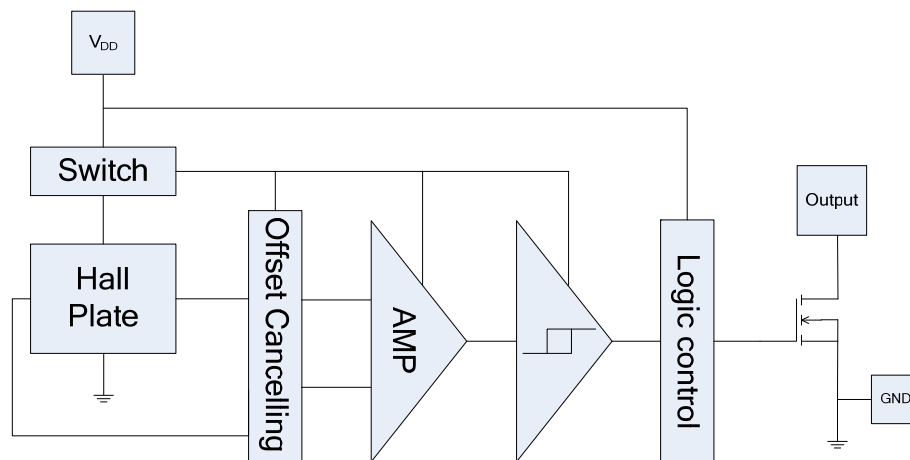 VDD
Switch
Output
Hall
Plate
Offset Cancelling
AMP
Logic control
GND